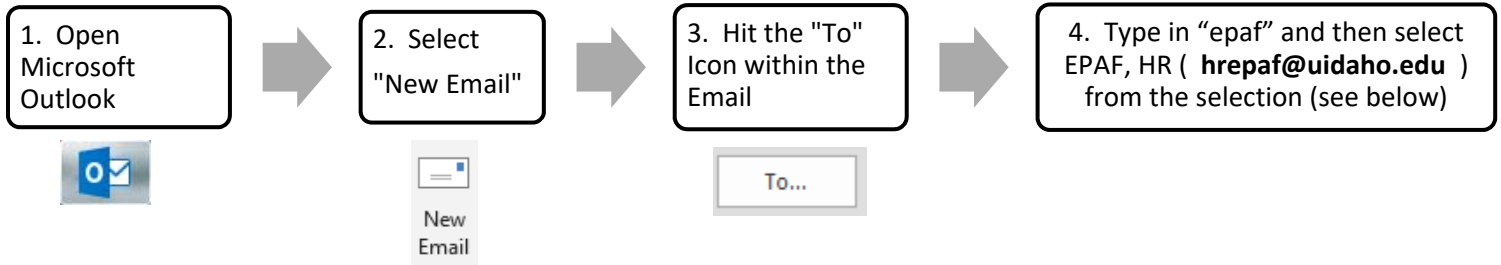 1. Open
Microsoft
Outlook
2. Select
"New Email"
3. Hit the "To"
Icon within the
Email
4. Type in “epaf” and then select
EPAF, HR ( hrepaf@uidaho.edu )
from the selection (see below)
O
New
Email
To...